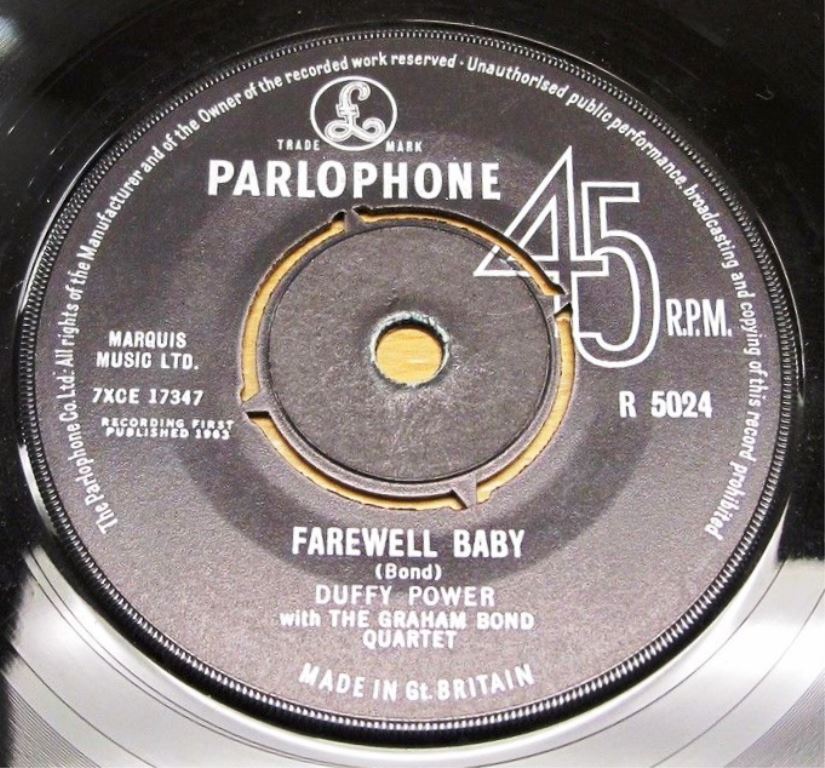 The Parlophone Co. Ltd. All rights of the Manufacturer and of the Owner of the recorded work reserved · Unauthorised public performance, broadcasting and copying of this record prohibited
£
TRADE MARK
PARLOPHONE
45
R.P.M.
MARQUIS
MUSIC LTD.
7XCE 17347
RECORDING FIRST
PUBLISHED 1963
R 5024
FAREWELL BABY
(Bond)
DUFFY POWER
with THE GRAHAM BOND
QUARTET
MADE IN Gt. BRITAIN